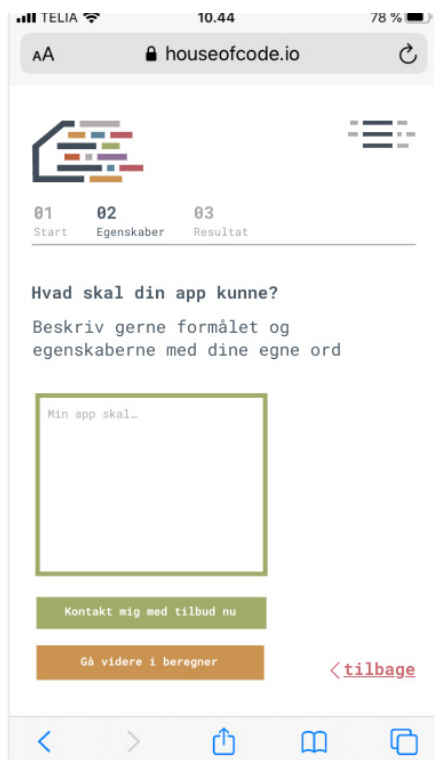 TELIA
10.44
78 %
AA
houseofcode.io
01 02 03
Start Egenskaber Resultat
Hvad skal din app kunne?
Beskriv gerne formålet og
egenskaberne med dine egne ord
Min app skal…
Kontakt mig med tilbud nu
Gå videre i beregner
<tilbage